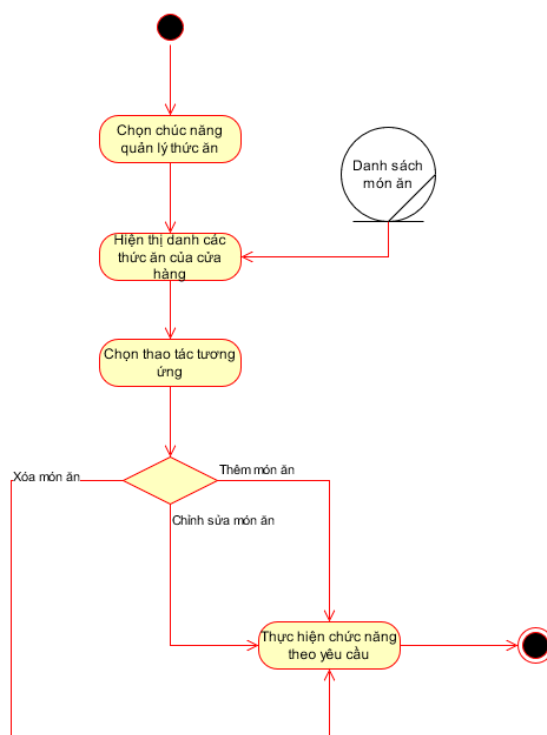 Chọn chúc năng
quản lý thức ăn
Danh sách
món ăn
Hiện thị danh các
thức ăn của cửa
hàng
Chọn thao tác tương
ứng
Xóa món ăn
Thêm món ăn
Chỉnh sửa món ăn
Thực hiện chức năng
theo yêu cầu